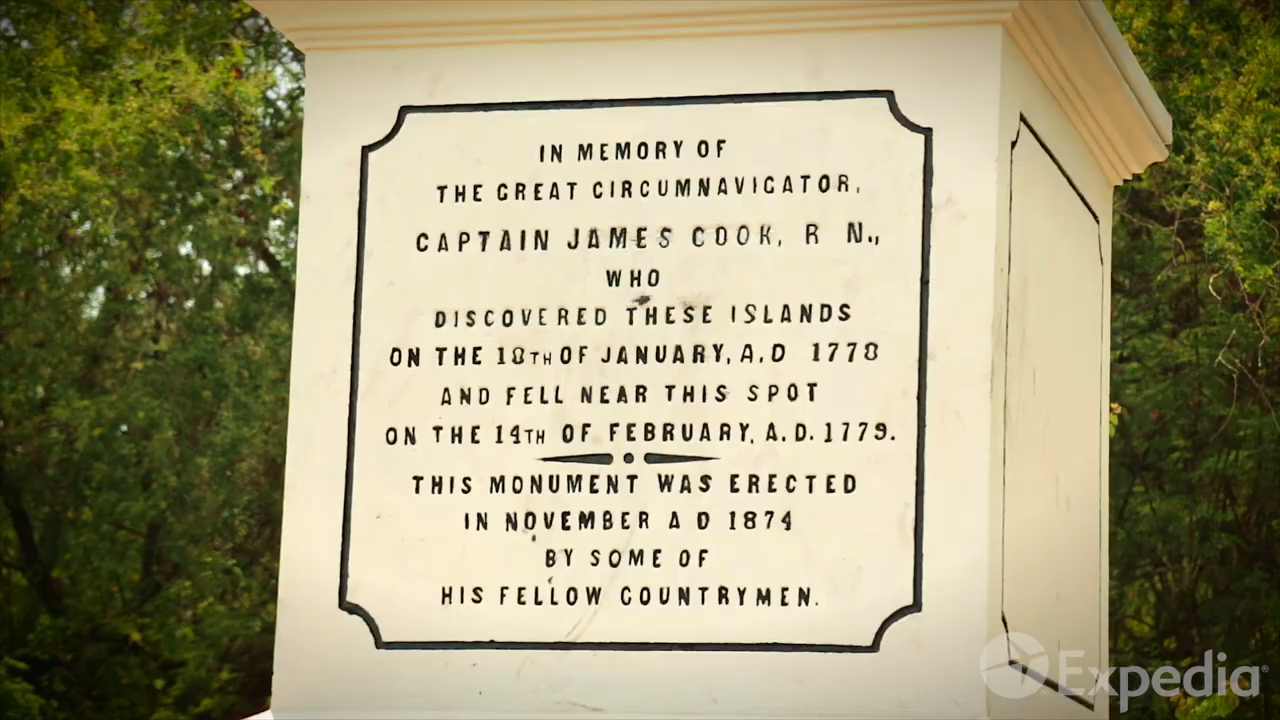 IN MEMORY OF
THE GREAT CIRCUMNAVIGATOR,
CAPTAIN JAMES COOK, R N.,
WHO
DISCOVERED THESE ISLANDS
ON THE 18TH OF JANUARY, A.D 1778
AND FELL NEAR THIS SPOT
ON THE 14TH OF FEBRUARY, A.D. 1779.
THIS MONUMENT WAS ERECTED
IN NOVEMBER A D 1874
BY SOME OF
HIS FELLOW COUNTRYMEN.
Expedia®